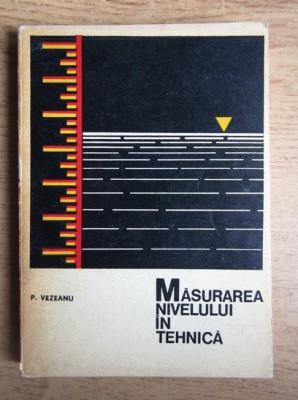 P. VEZEANU
MĂSURAREA
NIVELULUI
ÎN
TEHNICĂ